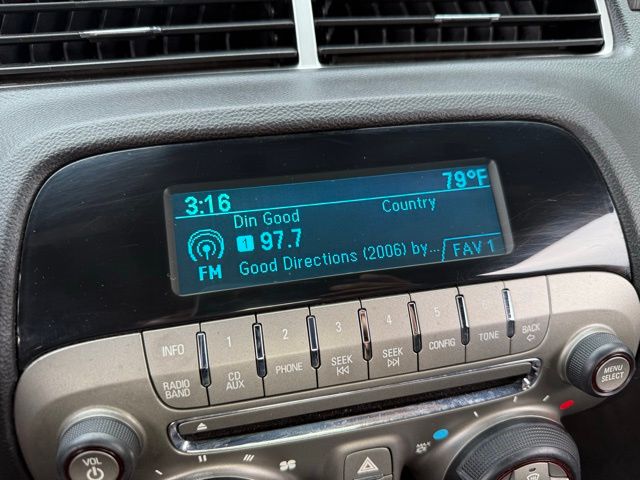 3:16 79°F
Din Good Country
1 97.7
FM Good Directions (2006) by... FAV 1
INFO 1 2 3 4 5 6 BACK
RADIO BAND CD AUX PHONE SEEK SEEK CONFIG TONE
MENU SELECT
VOL
MAX